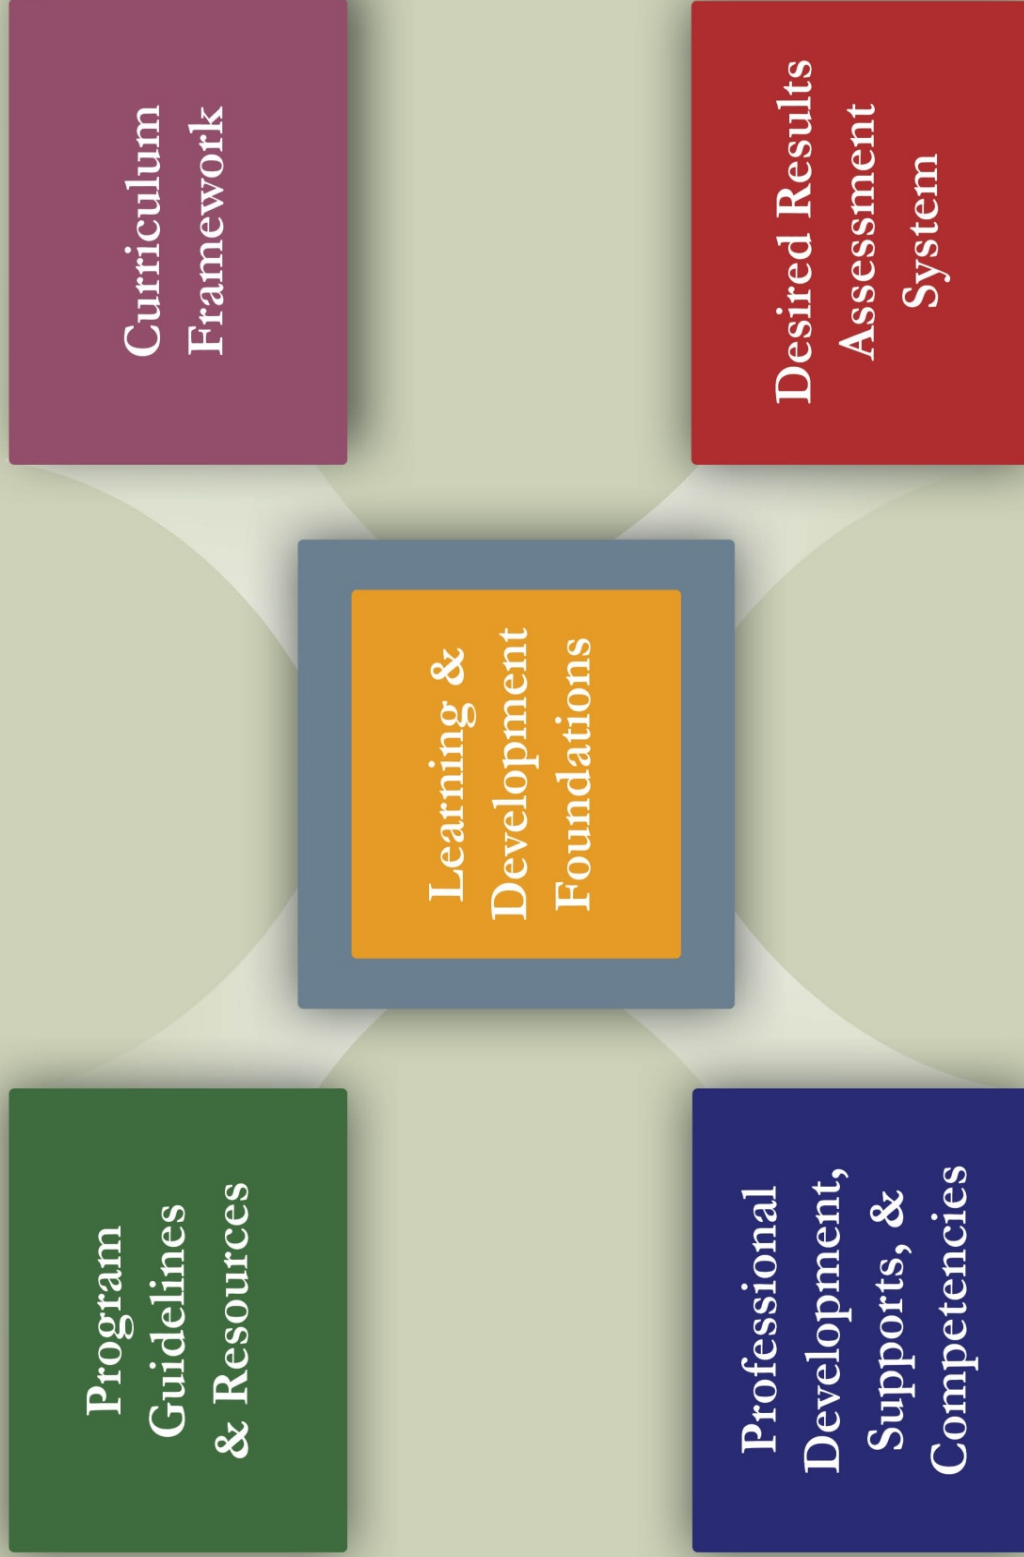 Program
Guidelines
& Resources
Curriculum
Framework
Learning &
Development
Foundations
Professional
Development,
Supports, &
Competencies
Desired Results
Assessment
System